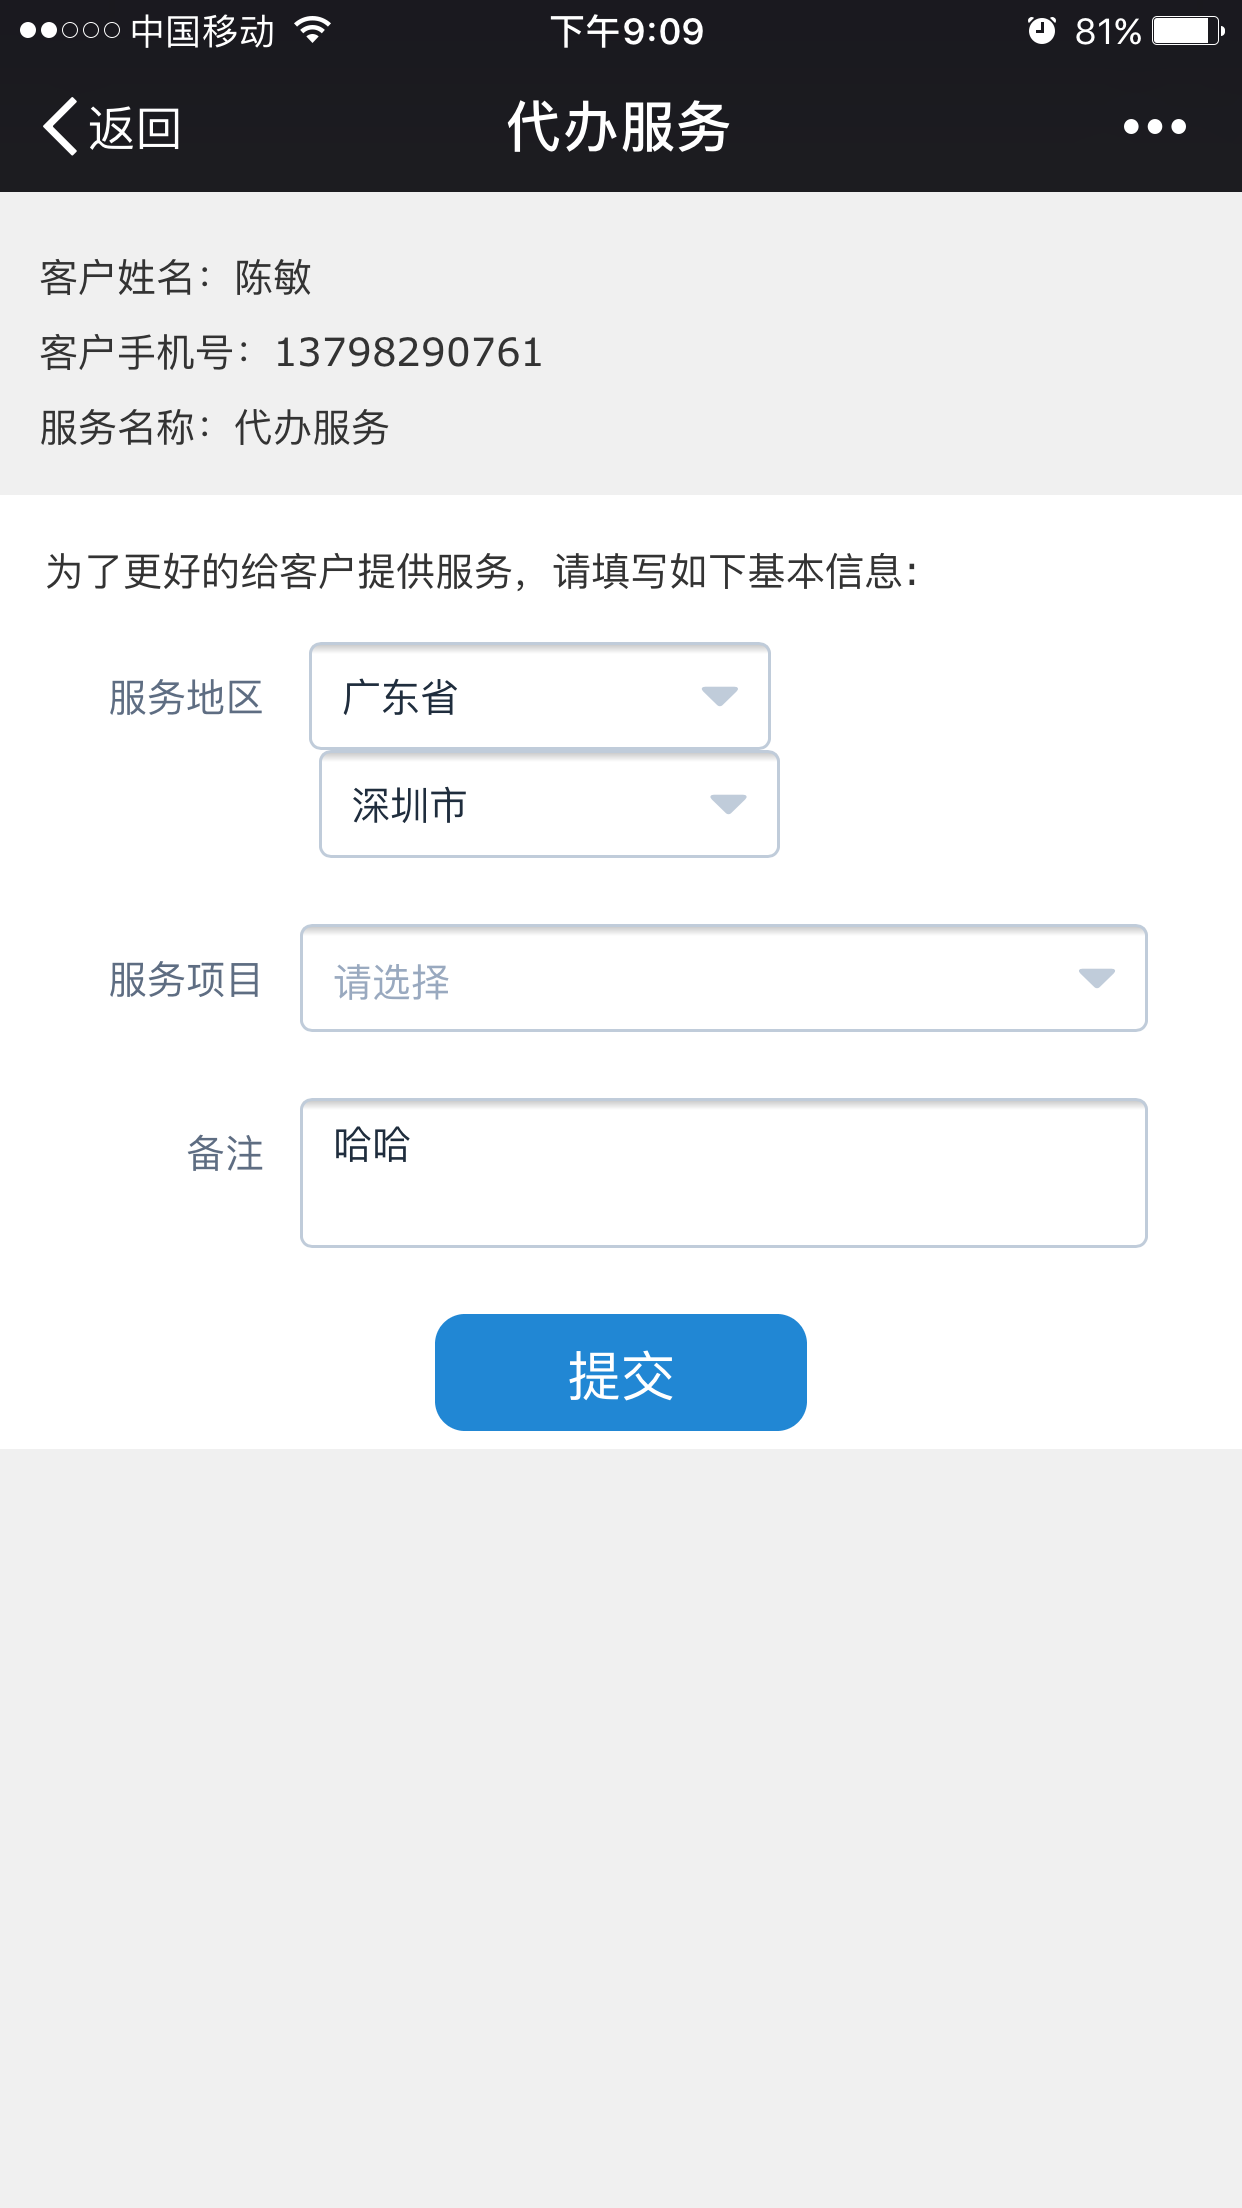 中国移动 下午9:09 81%
返回 代办服务
客户姓名：陈敏
客户手机号：13798290761
服务名称：代办服务
为了更好的给客户提供服务，请填写如下基本信息:
服务地区 广东省
深圳市
服务项目 请选择
备注 哈哈
提交